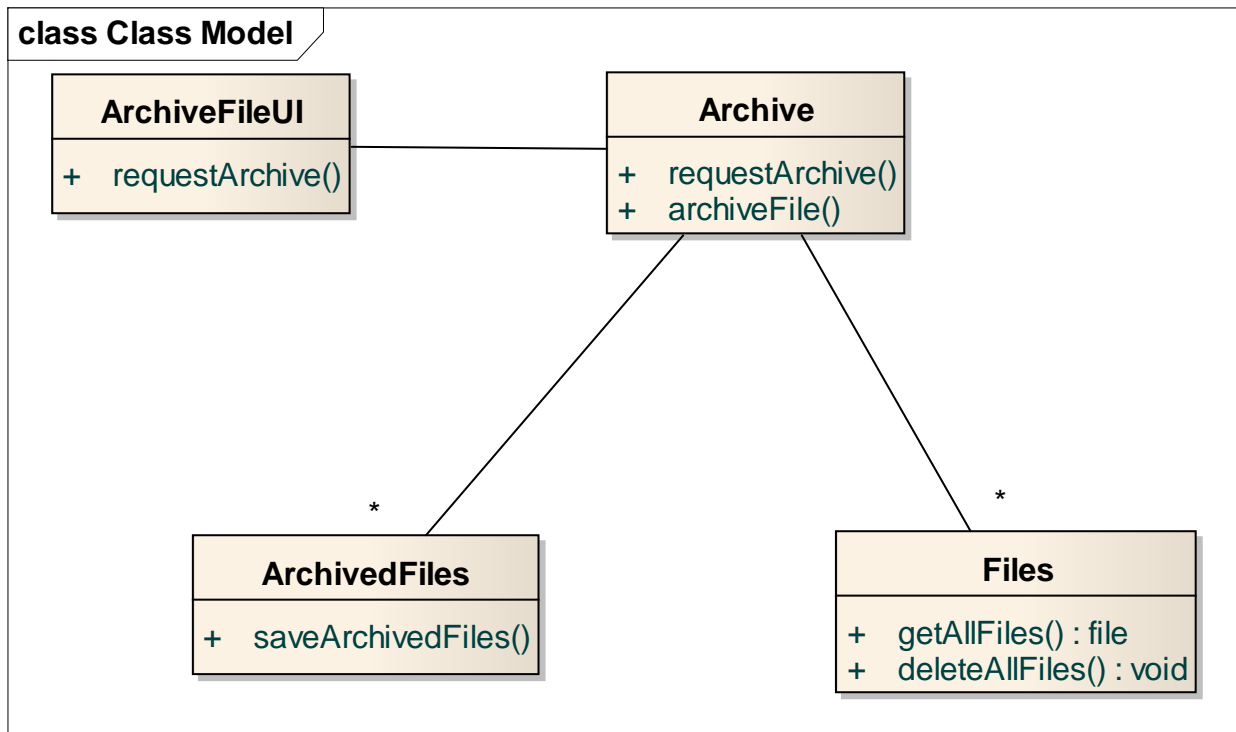 class Class Model
ArchiveFileUI
+ requestArchive()
Archive
+ requestArchive()
+ archiveFile()
*
*
ArchivedFiles
+ saveArchivedFiles()
Files
+ getAllFiles() : file
+ deleteAllFiles() : void